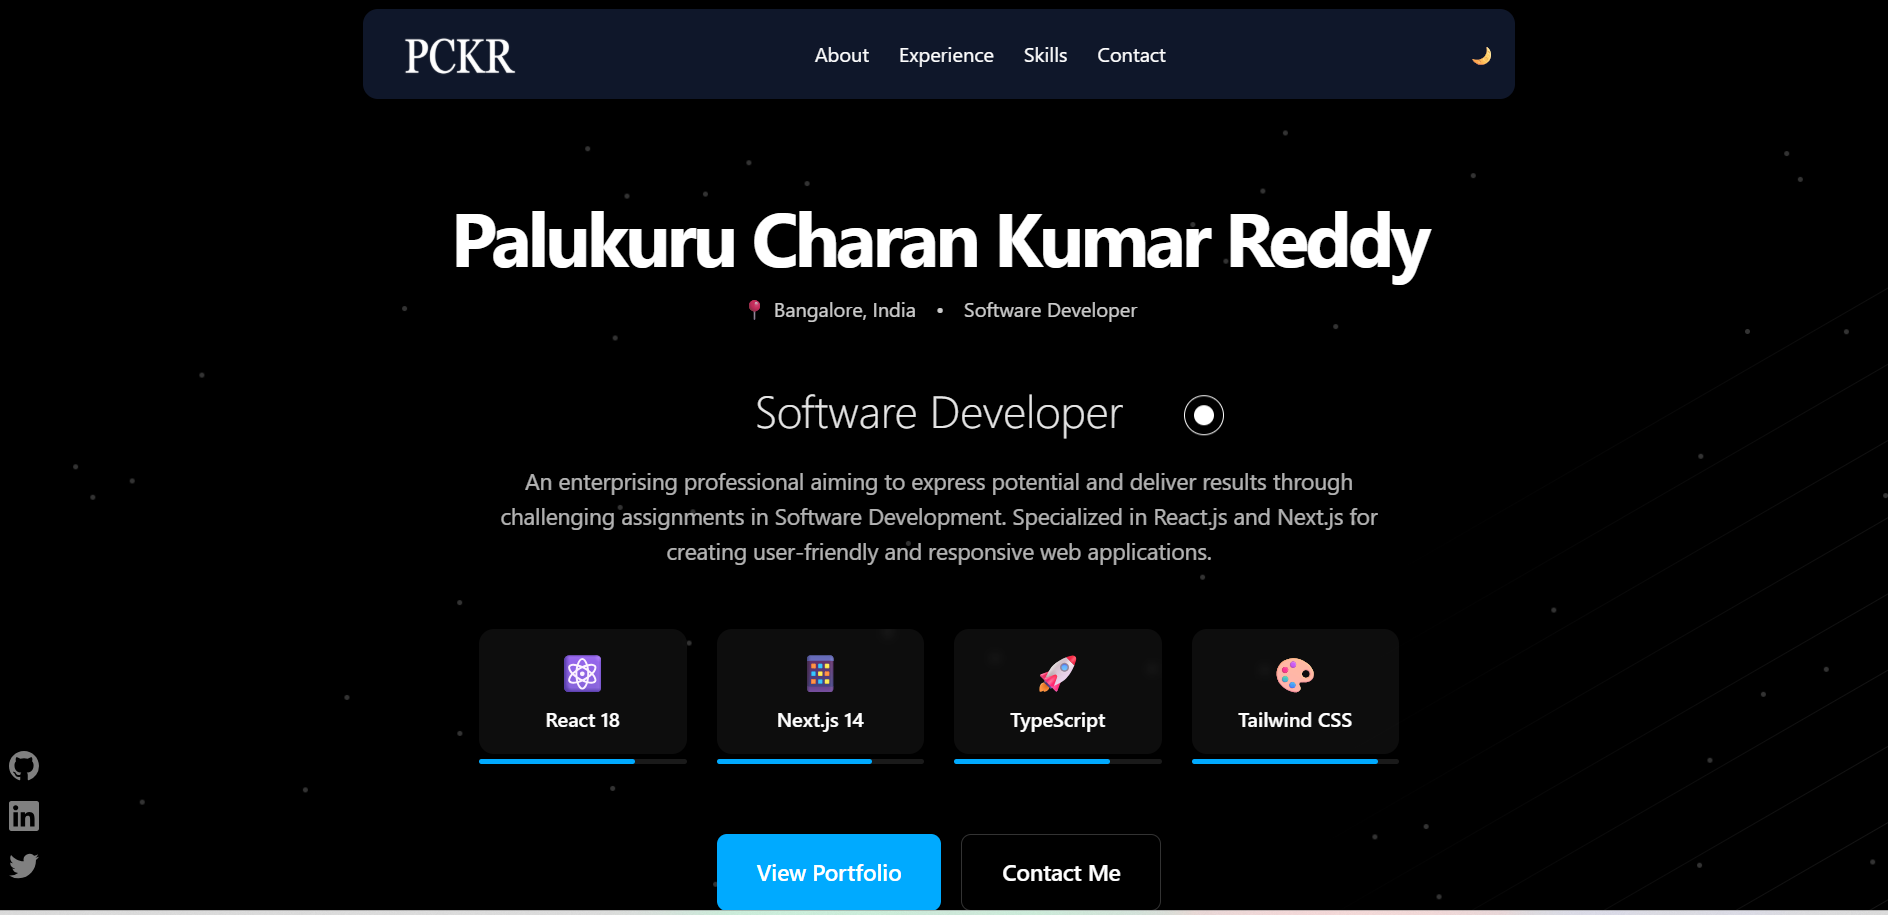 PCKR
About Experience Skills Contact
Palukuru Charan Kumar Reddy
Bangalore, India • Software Developer
Software Developer
An enterprising professional aiming to express potential and deliver results through
challenging assignments in Software Development. Specialized in React.js and Next.js for
creating user-friendly and responsive web applications.
React 18
Next.js 14
TypeScript
Tailwind CSS
in
View Portfolio
Contact Me